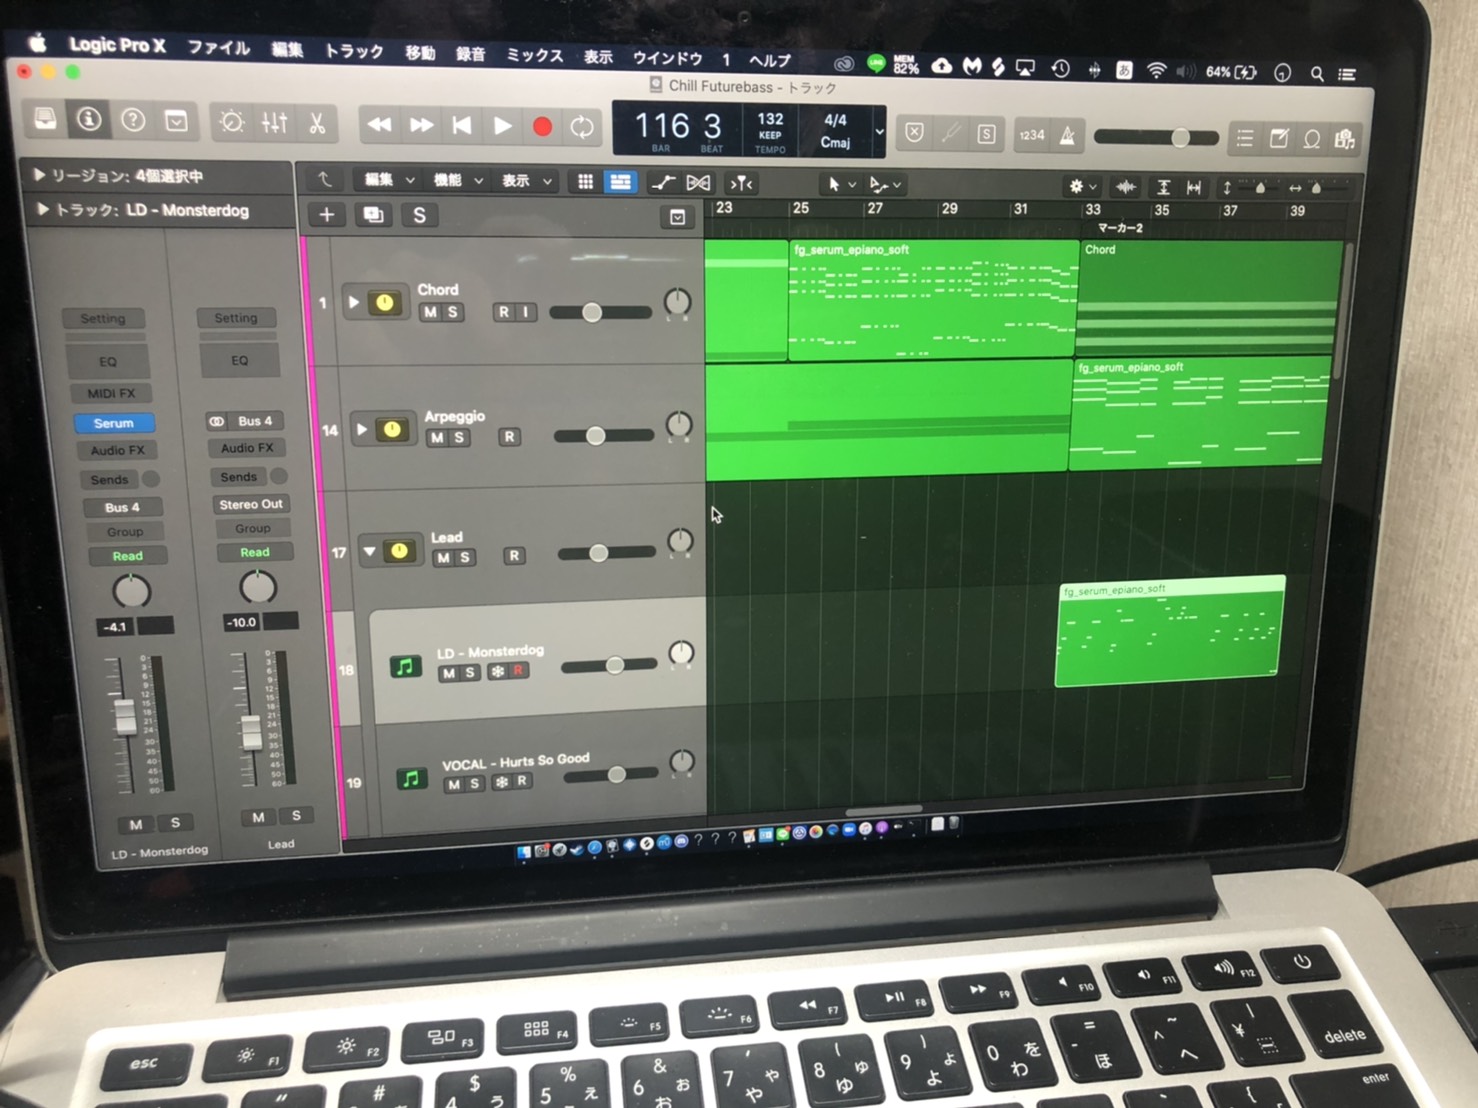 Logic Pro X ファイル 編集 トラック 移動 録音 ミックス 表示 ウインドウ 1 ヘルプ
LINE MEM 82% あ 64%
Chill Futurebass - トラック
116 3
BAR BEAT
132
KEEP
TEMPO
4/4
Cmaj
S 1234
リージョン: 4個選択中
トラック: LD - Monsterdog
編集 機能 表示
S
23 25 27 29 31 33 35 37 39
マーカー2
Setting
EQ
MIDI FX
Serum
Audio FX
Sends
Bus 4
Group
Read
-4.1
M S
LD - Monsterdog
Setting
EQ
Bus 4
Audio FX
Sends
Stereo Out
Group
Read
-10.0
M S
Lead
1 Chord
M S R I
14 Arpeggio
M S R
17 Lead
M S R
18 LD - Monsterdog
M S R
19 VOCAL - Hurts So Good
M S R
fg_serum_epiano_soft
Chord
fg_serum_epiano_soft
fg_serum_epiano_soft
esc F1 F2 F3 F4 F5 F6 F7 F8 F9 F10 F11 F12
# $ 4 う % 5 え & 6 お ' 7 や ( 8 ゆ ) 9 よ 0 を わ = - ほ ~ ^ へ | ¥ delete
{ enter